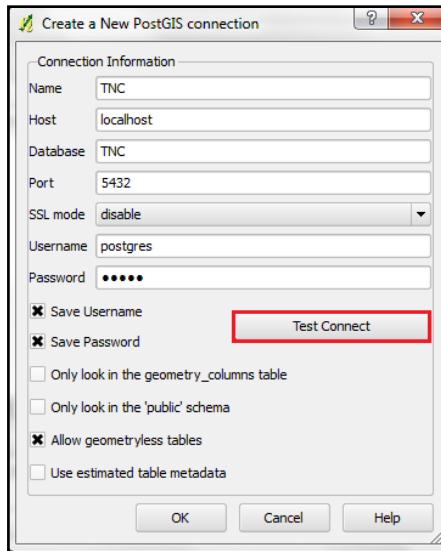 Create a New PostGIS connection
Connection Information
Name TNC
Host localhost
Database TNC
Port 5432
SSL mode disable
Username postgres
Password •••••
Save Username
Test Connect
Save Password
Only look in the geometry_columns table
Only look in the 'public' schema
Allow geometryless tables
Use estimated table metadata
OK Cancel Help